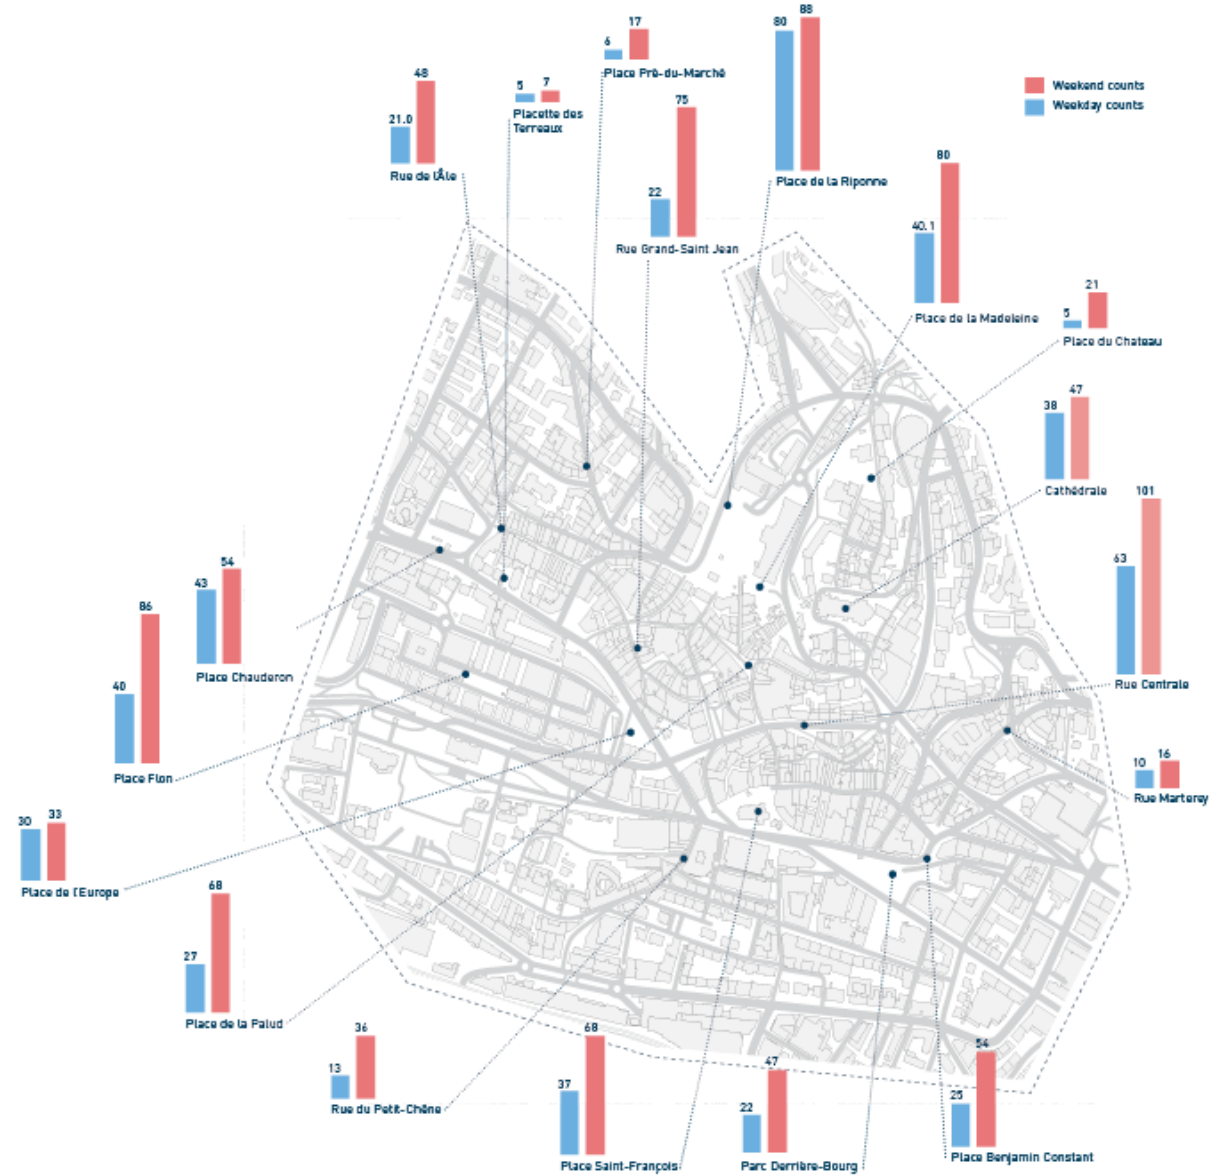 88
80
17
6
Place Pré-du-Marché
48
21.0
Rue de l'Ale
5 7
Placette des
Terreaux
75
22
Rue Grand-Saint Jean
Place de la Riponne
Weekend counts
Weekday counts
80
40.1
Place de la Madeleine
21
5
Place du Chateau
47
38
Cathédrale
101
63
Rue Centrale
54
43
Place Chauderon
86
40
Place Flon
16
10
Rue Marterey
30 33
Place de l'Europe
68
27
Place de la Palud
36
13
Rue du Petit-Chêne
68
37
Place Saint-François
47
22
Parc Derrière-Bourg
54
25
Place Benjamin Constant